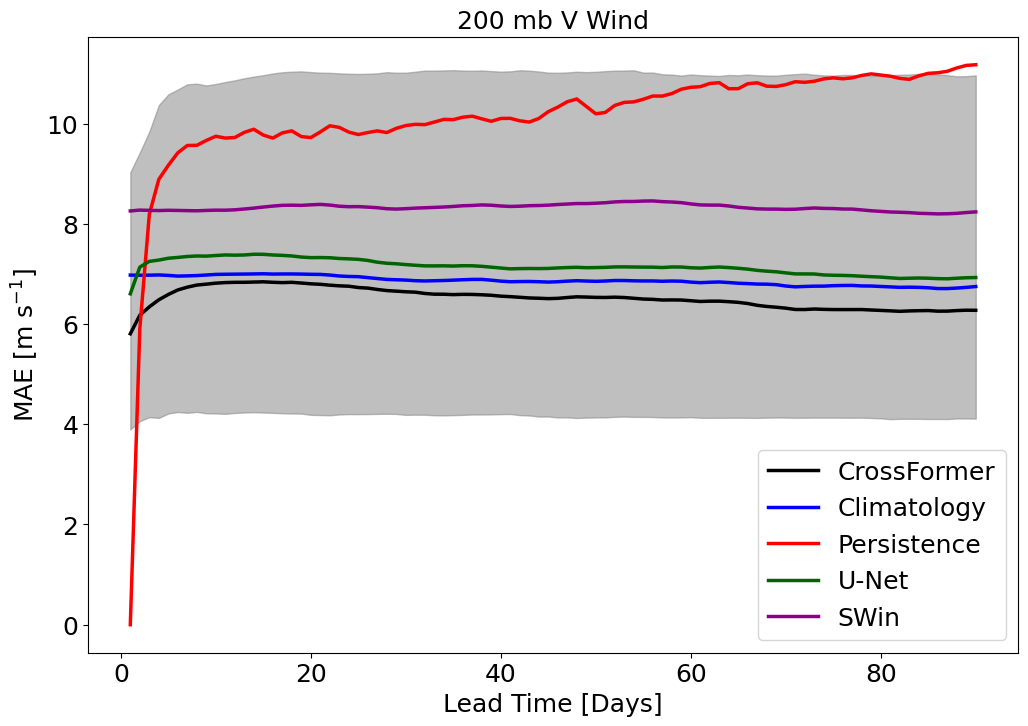 200 mb V Wind
MAE [m s⁻¹]
10
8
6
4
2
0
0 20 40 60 80
Lead Time [Days]
CrossFormer
Climatology
Persistence
U-Net
SWin